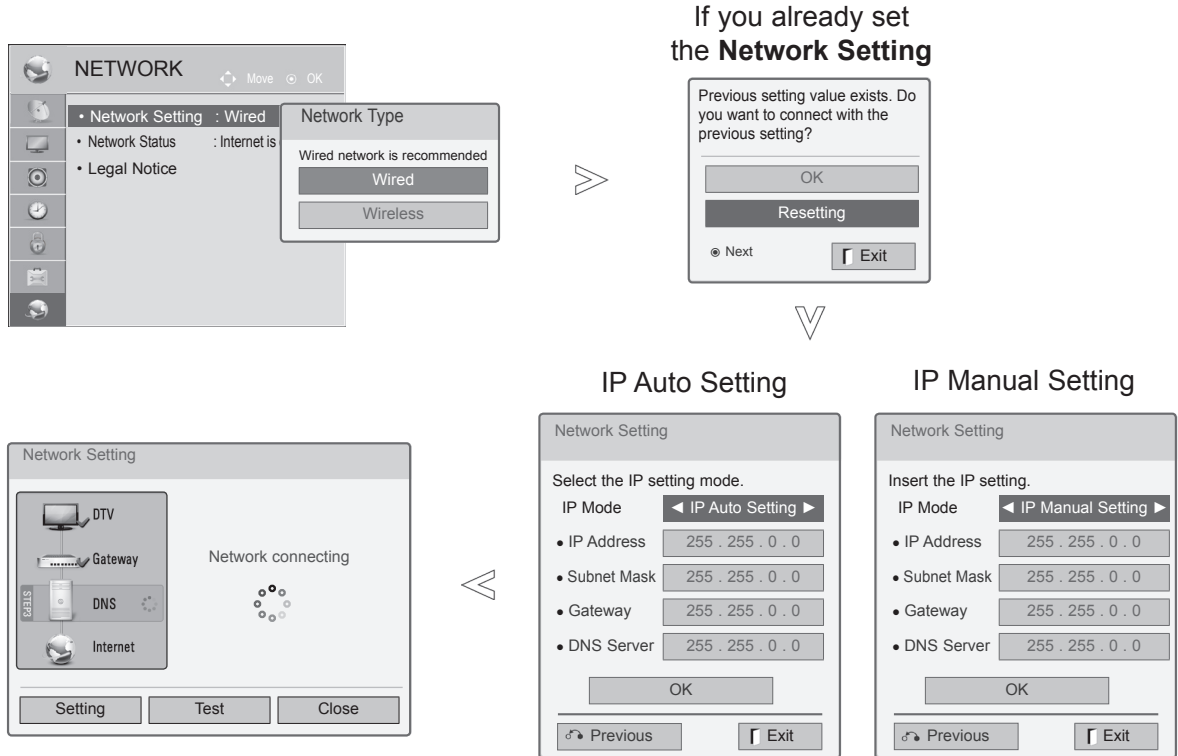 If you already set
the Network Setting
NETWORK
Move OK
• Network Setting : Wired
• Network Status : Internet is
• Legal Notice
Network Type
Wired network is recommended
Wired
Wireless
Previous setting value exists. Do
you want to connect with the
previous setting?
OK
Resetting
Next
Exit
IP Auto Setting
Network Setting
Select the IP setting mode.
IP Mode ◄ IP Auto Setting ►
• IP Address 255 . 255 . 0 . 0
• Subnet Mask 255 . 255 . 0 . 0
• Gateway 255 . 255 . 0 . 0
• DNS Server 255 . 255 . 0 . 0
OK
Previous Exit
IP Manual Setting
Network Setting
Insert the IP setting.
IP Mode ◄ IP Manual Setting ►
• IP Address 255 . 255 . 0 . 0
• Subnet Mask 255 . 255 . 0 . 0
• Gateway 255 . 255 . 0 . 0
• DNS Server 255 . 255 . 0 . 0
OK
Previous Exit
Network Setting
DTV
Gateway
STEP3
DNS
Internet
Network connecting
Setting Test Close